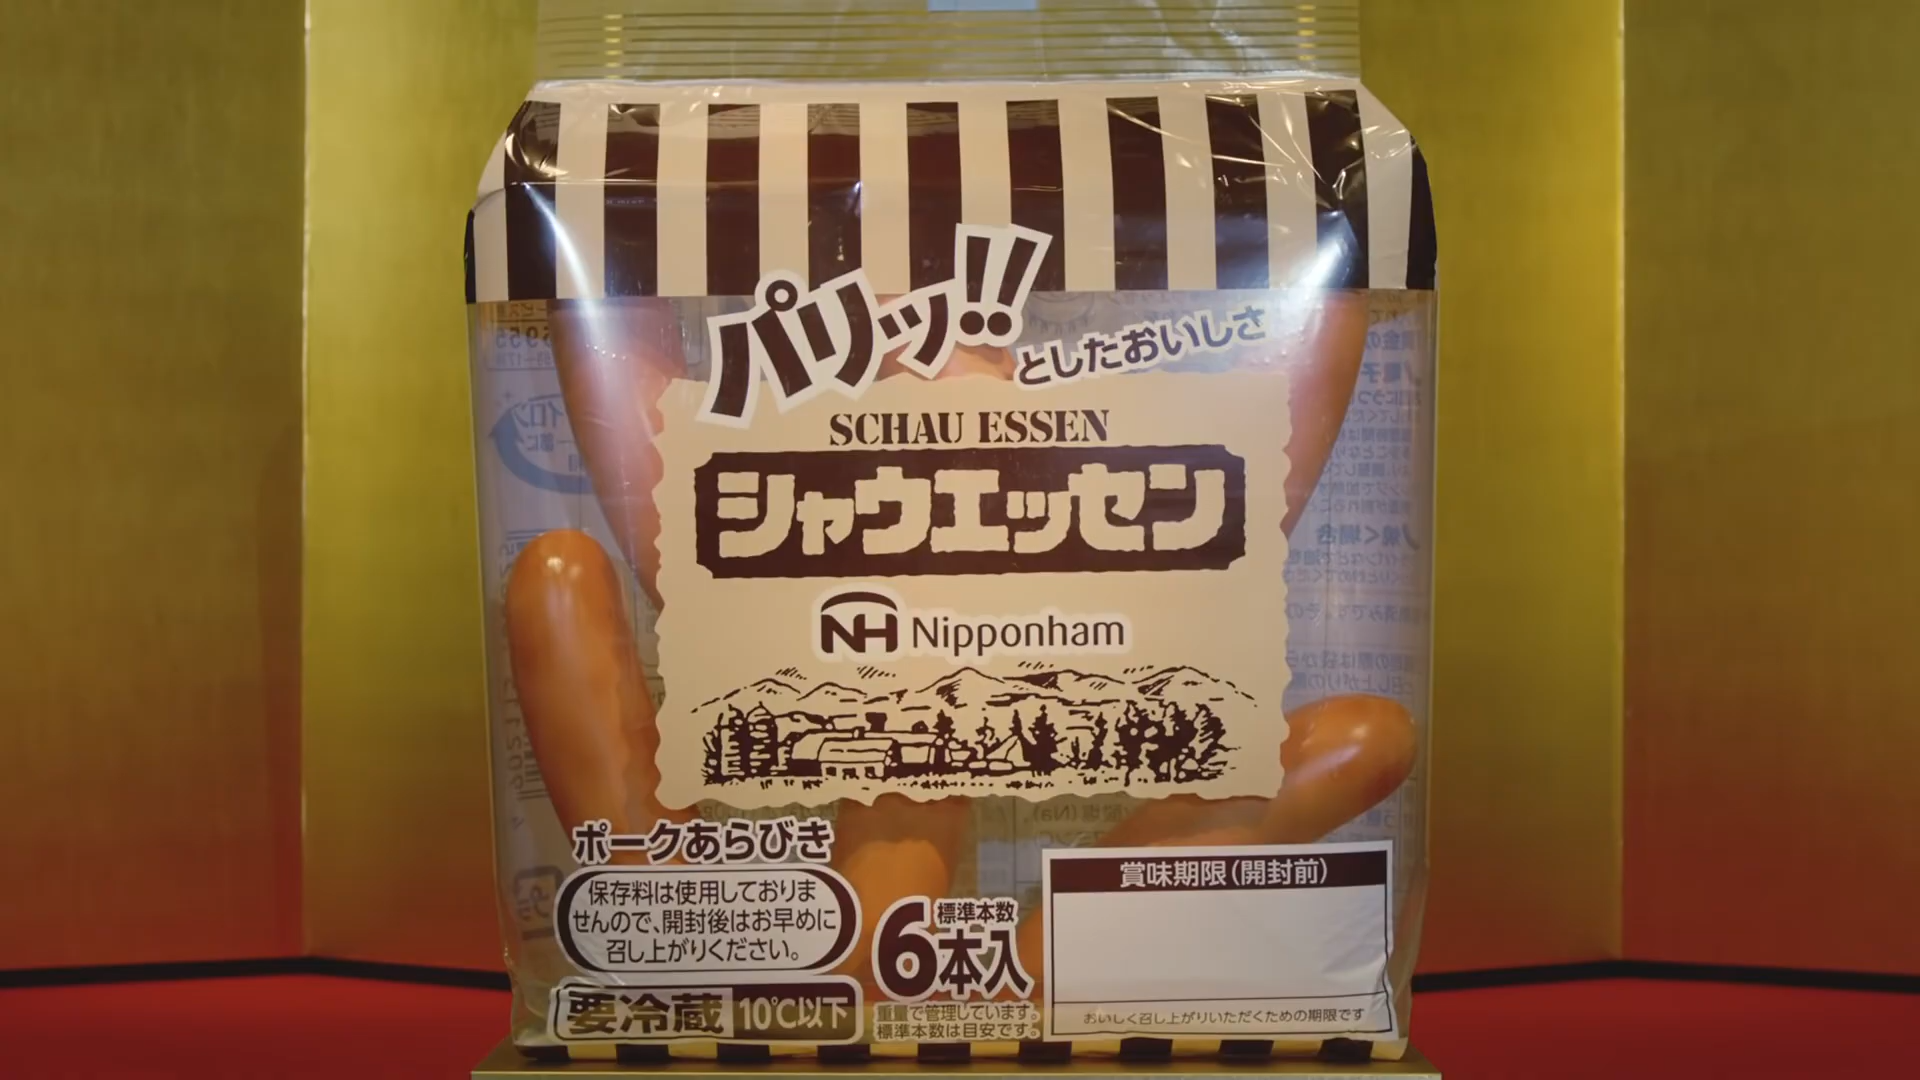 パリッ!!
としたおいしさ
SCHAU ESSEN
シャウエッセン
NH Nipponham
ポークあらびき
保存料は使用しておりま
せんので、開封後はお早めに
召し上がりください。
要冷蔵 10℃以下
標準本数
6本入
重量で管理しています。
標準本数は目安です。
賞味期限(開封前)
おいしく召し上がりいただくための期限です